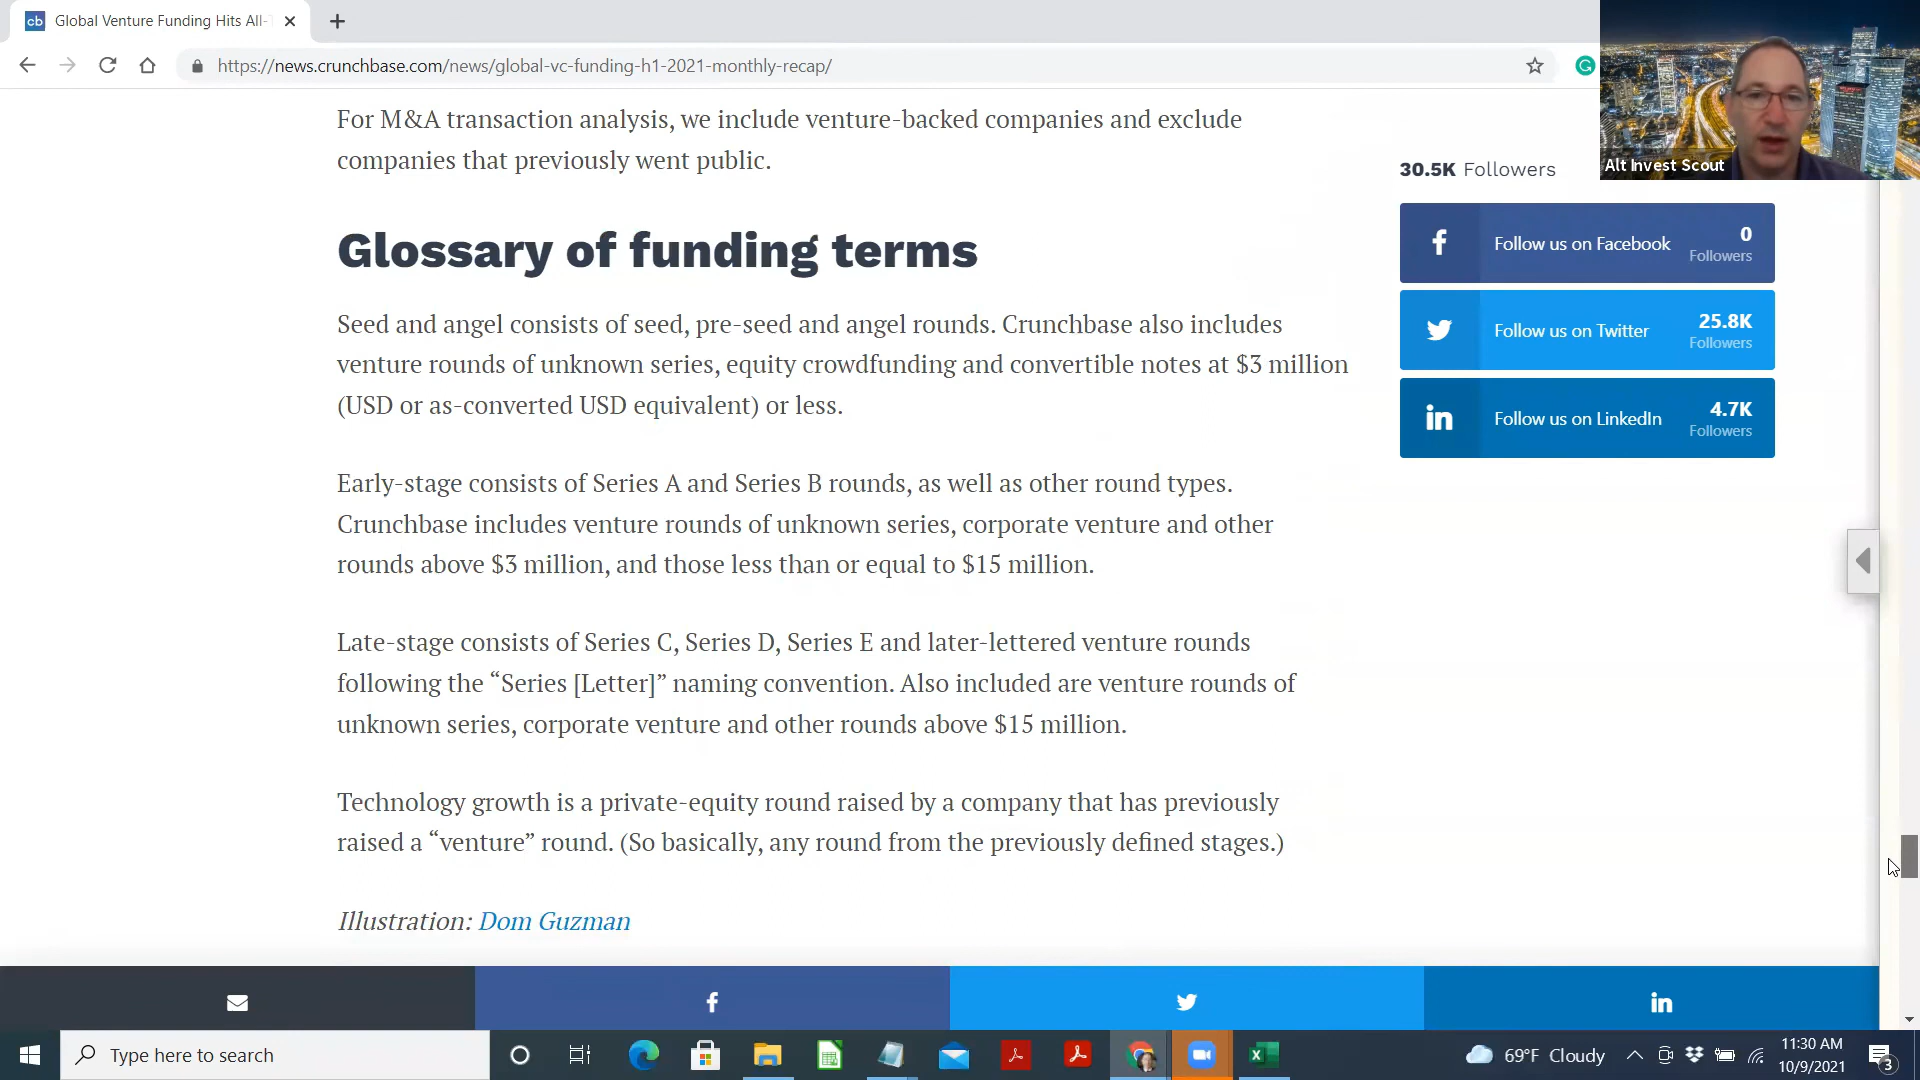 cb Global Venture Funding Hits All-T
https://news.crunchbase.com/news/global-vc-funding-h1-2021-monthly-recap/
Alt Invest Scout
For M&A transaction analysis, we include venture-backed companies and exclude
companies that previously went public.
30.5K Followers
Follow us on Facebook 0 Followers
Follow us on Twitter 25.8K Followers
Follow us on LinkedIn 4.7K Followers
Glossary of funding terms
Seed and angel consists of seed, pre-seed and angel rounds. Crunchbase also includes
venture rounds of unknown series, equity crowdfunding and convertible notes at $3 million
(USD or as-converted USD equivalent) or less.
Early-stage consists of Series A and Series B rounds, as well as other round types.
Crunchbase includes venture rounds of unknown series, corporate venture and other
rounds above $3 million, and those less than or equal to $15 million.
Late-stage consists of Series C, Series D, Series E and later-lettered venture rounds
following the “Series [Letter]” naming convention. Also included are venture rounds of
unknown series, corporate venture and other rounds above $15 million.
Technology growth is a private-equity round raised by a company that has previously
raised a “venture” round. (So basically, any round from the previously defined stages.)
Illustration: Dom Guzman
Type here to search
69°F Cloudy
11:30 AM
10/9/2021
3